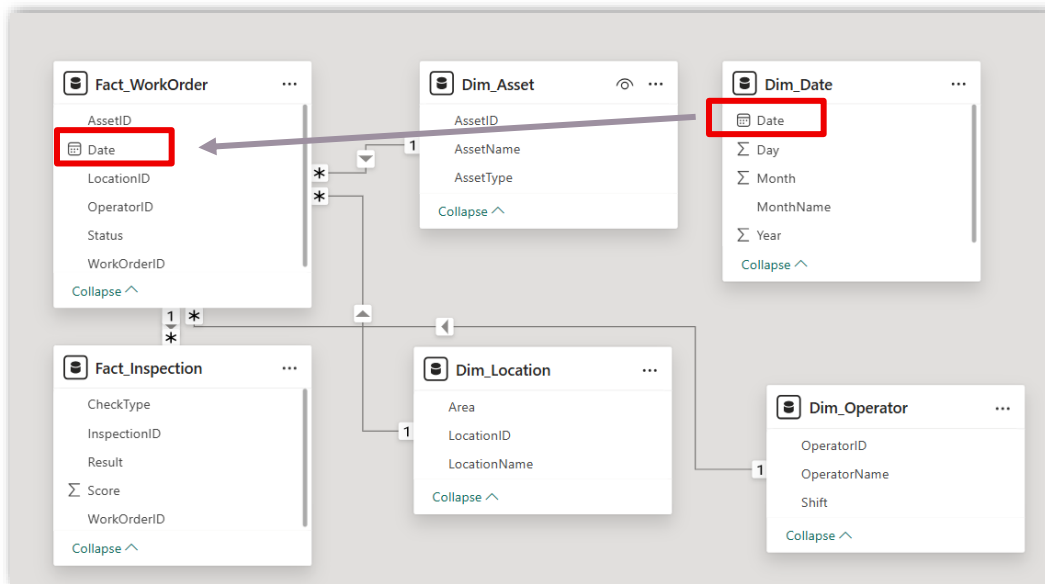 Fact_WorkOrder
AssetID
Date
LocationID
OperatorID
Status
WorkOrderID
Collapse
Dim_Asset
AssetID
AssetName
AssetType
Collapse
Dim_Date
Date
Day
Month
MonthName
Year
Collapse
1
*
*
1
*
*
Fact_Inspection
CheckType
InspectionID
Result
Score
WorkOrderID
Collapse
Dim_Location
Area
LocationID
LocationName
Collapse
1
Dim_Operator
OperatorID
OperatorName
Shift
Collapse
1